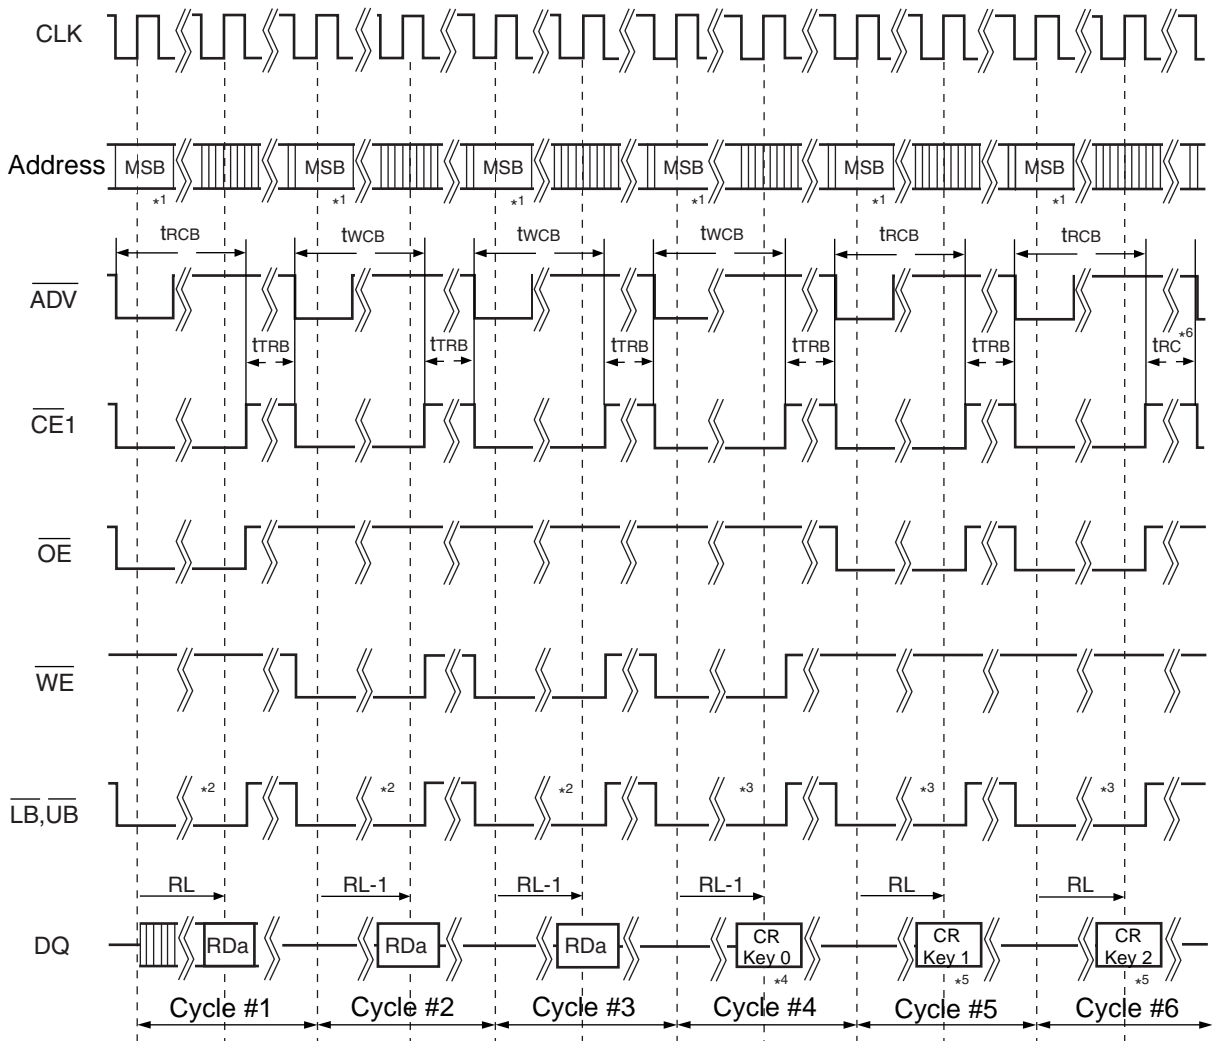 CLK
Address MSB MSB MSB MSB MSB MSB
*1 *1 *1 *1 *1 *1
tRCB tWCB tWCB tWCB tRCB tRCB
ADV
tTRB tTRB tTRB tTRB tTRB tRC*6
CE1
OE
WE
LB,UB *2 *2 *2 *3 *3 *3
RL RL-1 RL-1 RL-1 RL RL
DQ RDa RDa RDa CR Key 0 CR Key 1 CR Key 2
*4 *5 *5
Cycle #1 Cycle #2 Cycle #3 Cycle #4 Cycle #5 Cycle #6